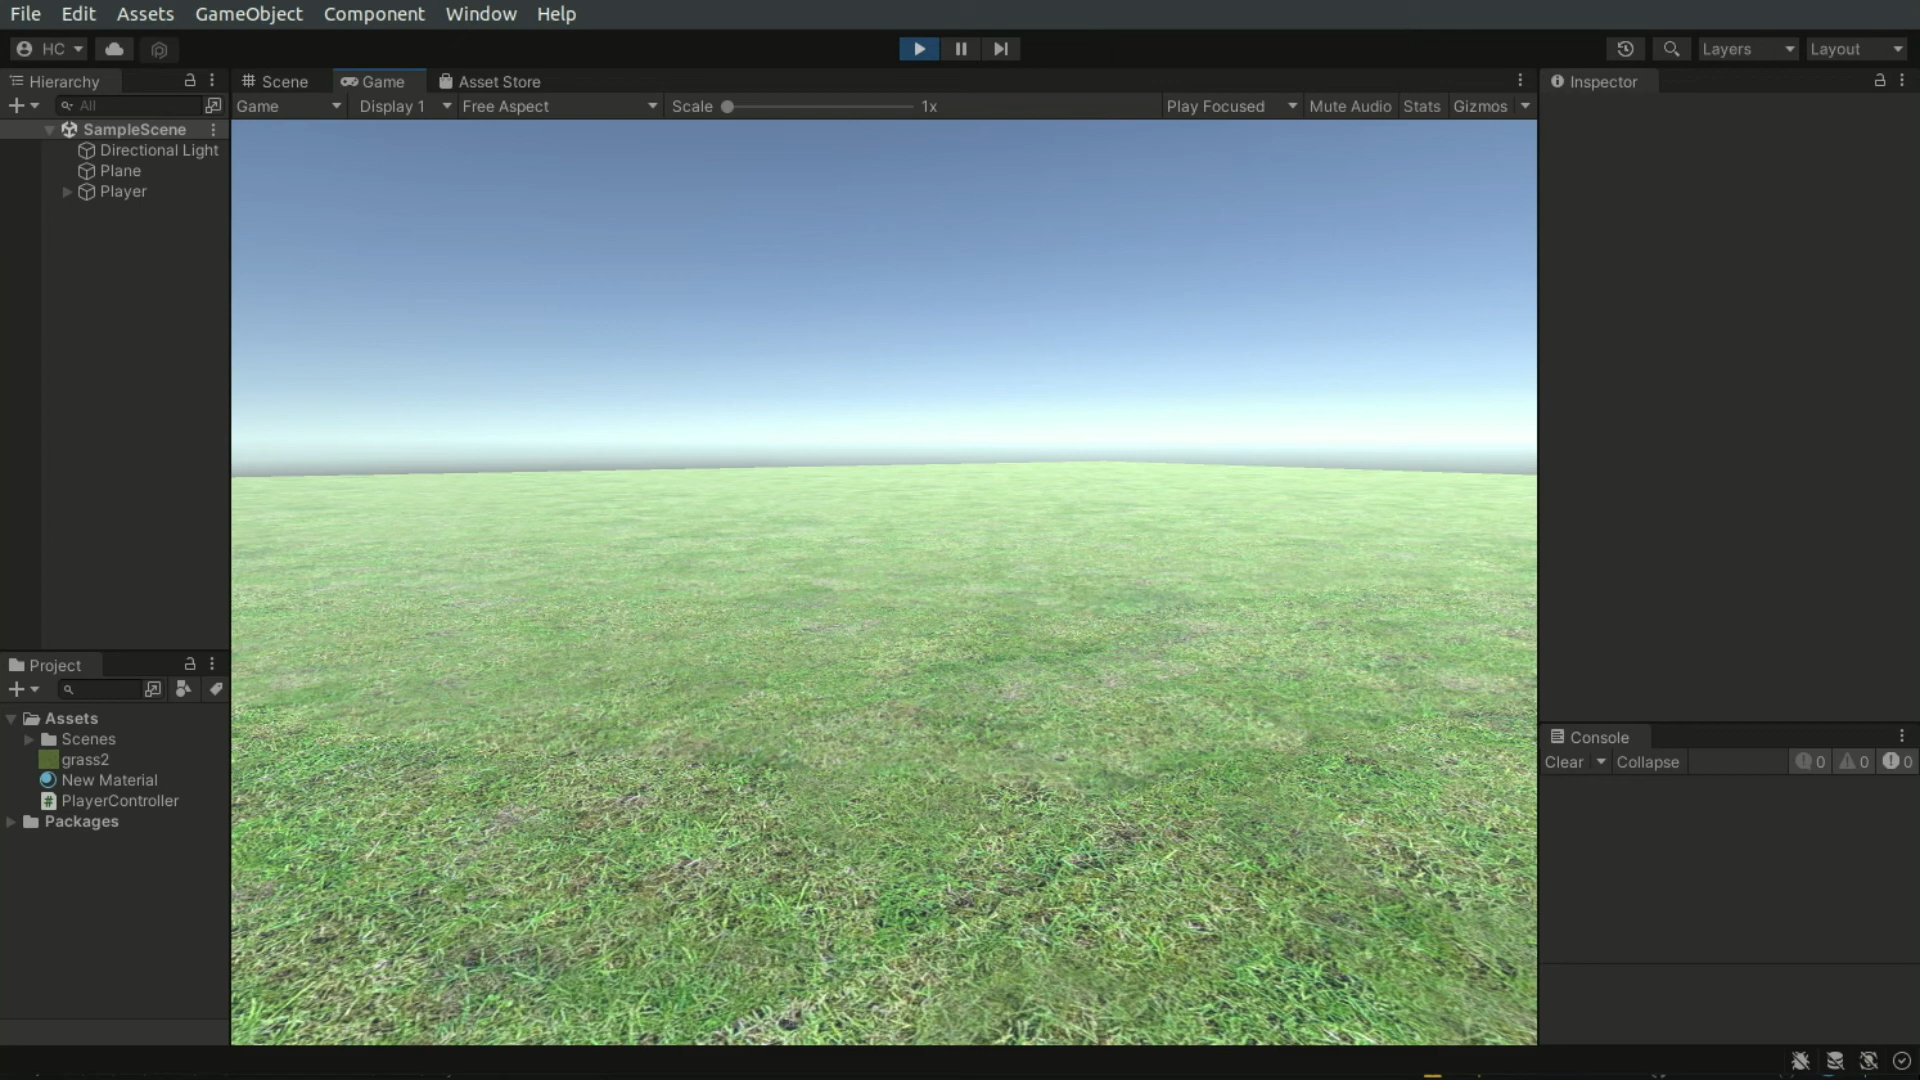 File Edit Assets GameObject Component Window Help
HC
Layers Layout
Hierarchy
All
SampleScene
Directional Light
Plane
Player
Scene Game Asset Store
Game Display 1 Free Aspect Scale 1x Play Focused Mute Audio Stats Gizmos
Inspector
Project
Assets
Scenes
grass2
New Material
PlayerController
Packages
Console
Clear Collapse 0 0 0